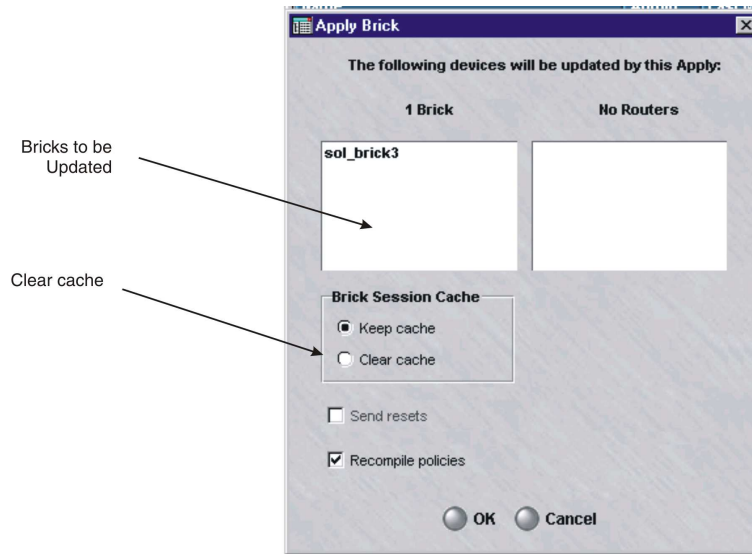 Apply Brick
The following devices will be updated by this Apply:
1 Brick
No Routers
Bricks to be
Updated
sol_brick3
Clear cache
Brick Session Cache
Keep cache
Clear cache
Send resets
Recompile policies
OK
Cancel